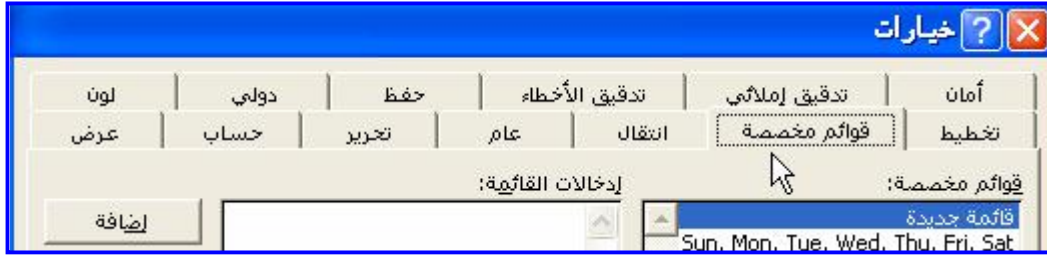 خيارات
لون دولي حفظ تدقيق الأخطاء تدقيق إملائي أمان
عرض حساب تحرير عام انتقال قوائم مخصصة تخطيط
قوائم مخصصة: إدخالات القائمة:
قائمة جديدة إضافة
Sun, Mon, Tue, Wed, Thu, Fri, Sat